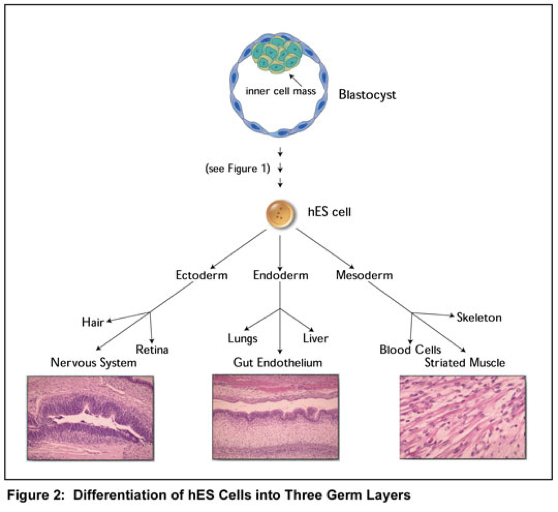 inner cell mass
Blastocyst
(see Figure 1)
hES cell
Ectoderm
Endoderm
Mesoderm
Hair
Retina
Nervous System
Lungs
Liver
Gut Endothelium
Skeleton
Blood Cells
Striated Muscle
Figure 2: Differentiation of hES Cells into Three Germ Layers